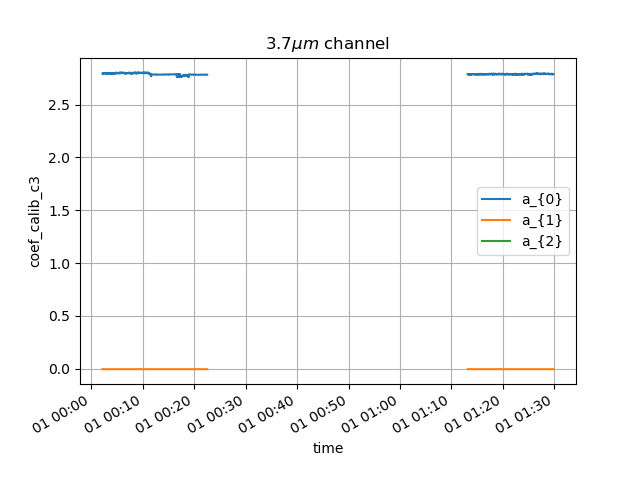 3.7μm channel
coef_calib_c3
2.5
2.0
1.5
1.0
0.5
0.0
a_{0}
a_{1}
a_{2}
01 00:00
01 00:10
01 00:20
01 00:30
01 00:40
01 00:50
01 01:00
01 01:10
01 01:20
01 01:30
time